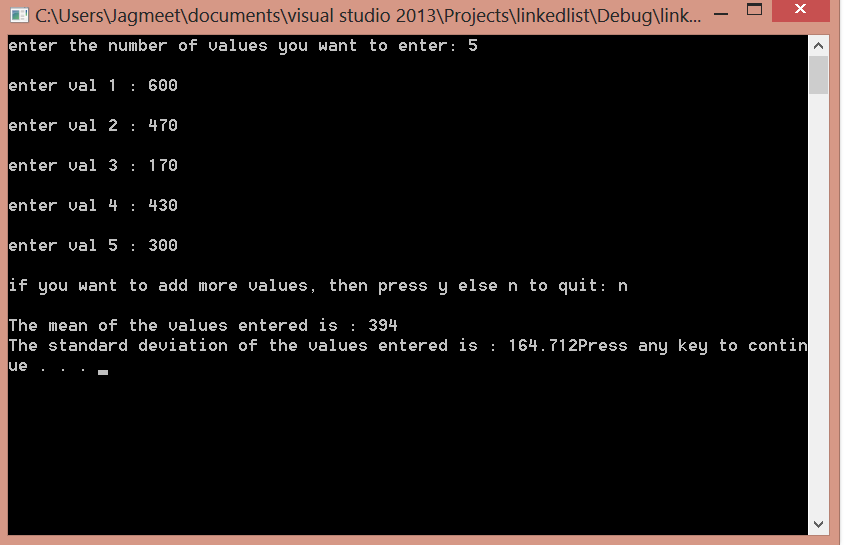 C:\Users\Jagmeet\documents\visual studio 2013\Projects\linkedlist\Debug\link...
enter the number of values you want to enter: 5
enter val 1 : 600
enter val 2 : 470
enter val 3 : 170
enter val 4 : 430
enter val 5 : 300
if you want to add more values, then press y else n to quit: n
The mean of the values entered is : 394
The standard deviation of the values entered is : 164.712Press any key to contin
ue . . .